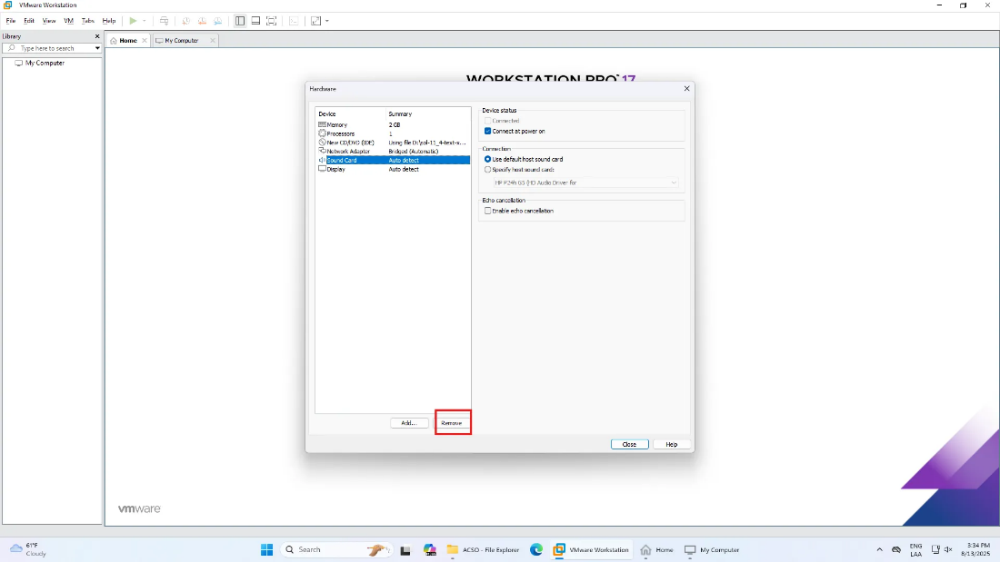 VMware Workstation
File Edit View VM Tabs Help
Library
Home
My Computer
Type here to search
My Computer
WORKSTATION PRO™ 17
Hardware
Device Summary
Memory 2 GB
Processors 1
New CD/DVD (IDE) Using file D:\sol-11_4-text-x...
Network Adapter Bridged (Automatic)
Sound Card Auto detect
Display Auto detect
Add...
Remove
Device status
Connected
Connect at power on
Connection
Use default host sound card
Specify host sound card:
HP P24h G5 (HD Audio Driver for
Echo cancellation
Enable echo cancellation
Close
Help
vmware
61°F
Cloudy
Search
ACSO - File Explorer
VMware Workstation
Home
My Computer
ENG
LAA
3:34 PM
8/13/2025